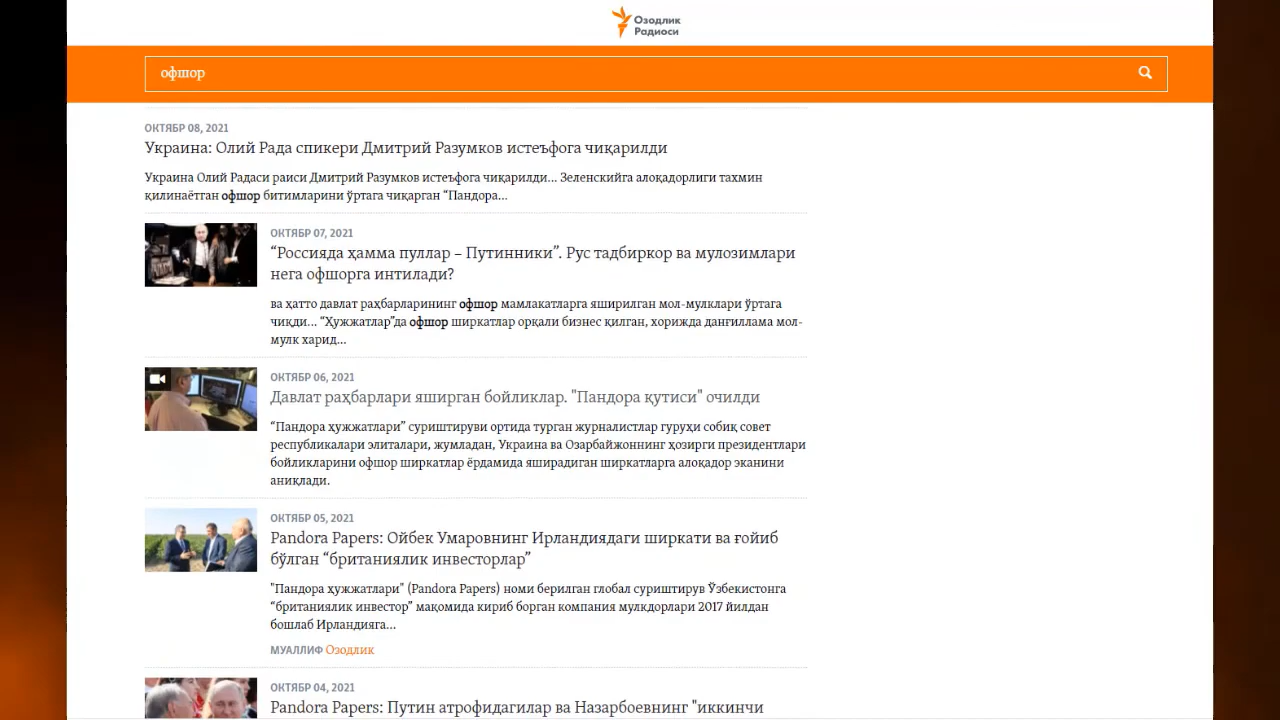 Озодлик
Радиоси
офшор
ОКТЯБР 08, 2021
Украина: Олий Рада спикери Дмитрий Разумков истеъфога чиқарилди
Украина Олий Радаси раиси Дмитрий Разумков истеъфога чиқарилди... Зеленскийга алоқадорлиги тахмин
қилинаётган офшор битимларини ўртага чиқарган “Пандора...
ОКТЯБР 07, 2021
“Россияда ҳамма пуллар – Путинники”. Рус тадбиркор ва мулозимлари
нега офшорга интилади?
ва ҳатто давлат раҳбарларининг офшор мамлакатларга яширилган мол-мулклари ўртага
чиқди... “Ҳужжатлар”да офшор ширкатлар орқали бизнес қилган, хорижда данғиллама мол-
мулк харид...
ОКТЯБР 06, 2021
Давлат раҳбарлари яширган бойликлар. "Пандора қутиси" очилди
“Пандора ҳужжатлари” суриштируви ортида турган журналистлар гуруҳи собиқ совет
республикалари элиталари, жумладан, Украина ва Озарбайжоннинг ҳозирги президентлари
бойликларини офшор ширкатлар ёрдамида яширадиган ширкатларга алоқадор эканини
аниқлади.
ОКТЯБР 05, 2021
Pandora Papers: Ойбек Умаровнинг Ирландиядаги ширкати ва ғойиб
бўлган “британиялик инвесторлар”
"Пандора ҳужжатлари" (Pandora Papers) номи берилган глобал суриштирув Ўзбекистонга
“британиялик инвестор” мақомида кириб борган компания мулкдорлари 2017 йилдан
бошлаб Ирландияга...
МУАЛЛИФ Озодлик
ОКТЯБР 04, 2021
Pandora Papers: Путин атрофидагилар ва Назарбоевнинг "иккинчи